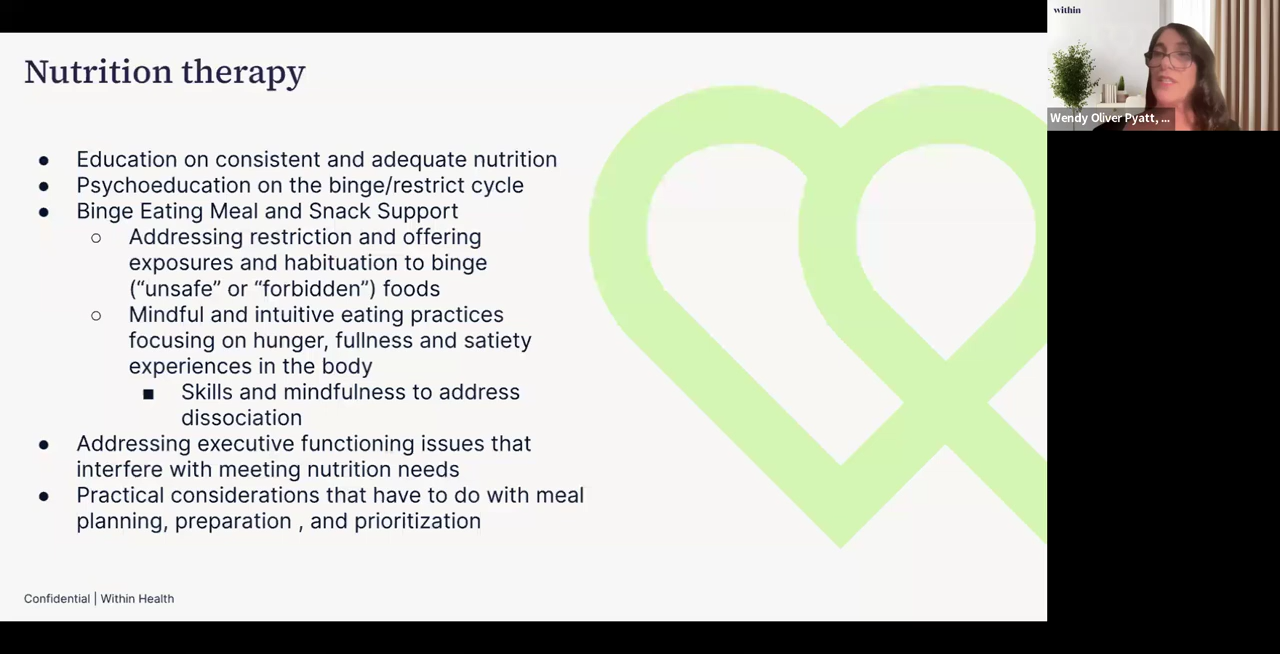 Nutrition therapy
● Education on consistent and adequate nutrition
● Psychoeducation on the binge/restrict cycle
● Binge Eating Meal and Snack Support
○ Addressing restriction and offering
exposures and habituation to binge
(“unsafe” or “forbidden”) foods
○ Mindful and intuitive eating practices
focusing on hunger, fullness and satiety
experiences in the body
■ Skills and mindfulness to address
dissociation
● Addressing executive functioning issues that
interfere with meeting nutrition needs
● Practical considerations that have to do with meal
planning, preparation , and prioritization
Confidential | Within Health
within
Wendy Oliver Pyatt, ...